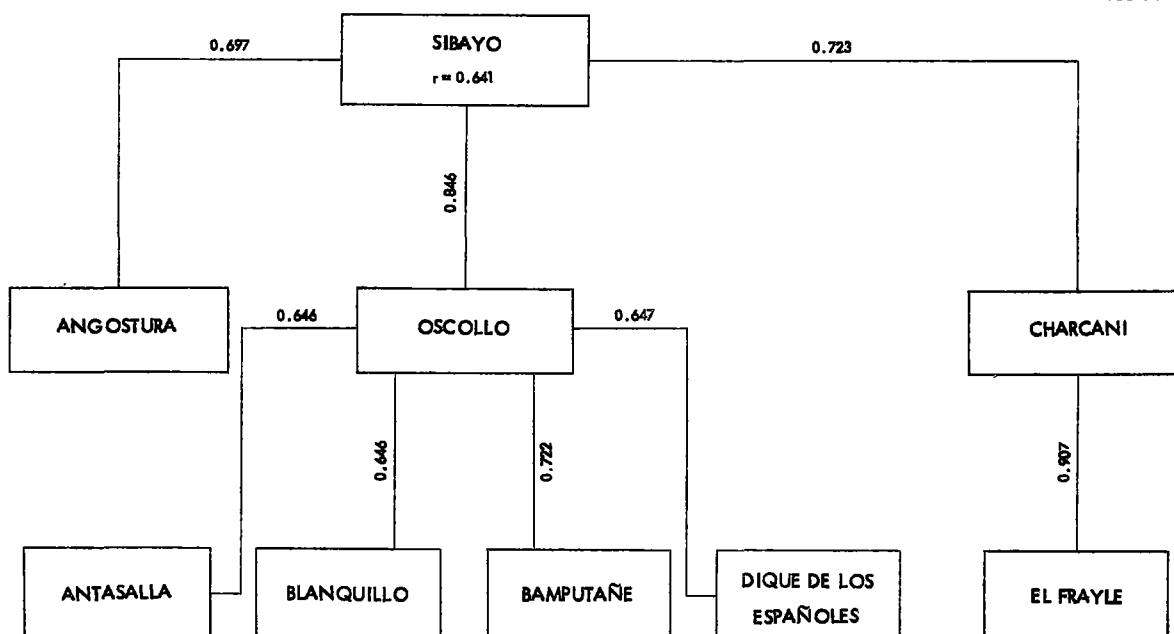 0.697
SIBAYO
r = 0.641
0.723
0.846
ANGOSTURA
0.646
OSCOLLO
0.647
CHARCANI
0.646
0.722
0.907
ANTASALLA
BLANQUILLO
BAMPUTAÑE
DIQUE DE LOS
ESPAÑOLES
EL FRAYLE